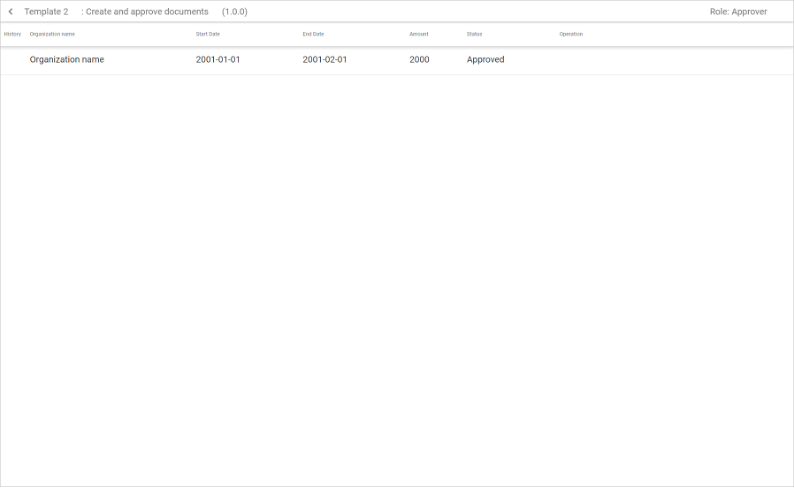 Template 2 : Create and approve documents (1.0.0) Role: Approver
History Organization name Start Date End Date Amount Status Operation
Organization name 2001-01-01 2001-02-01 2000 Approved